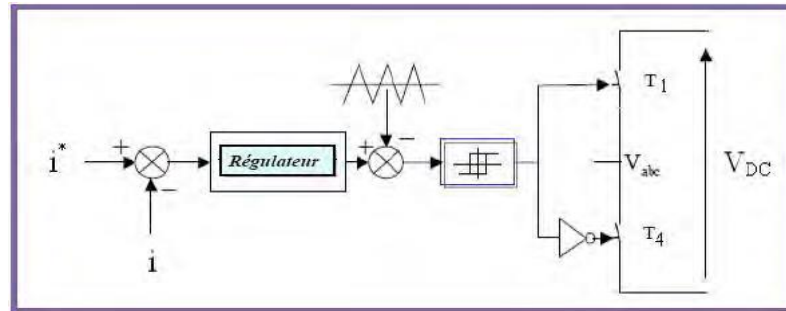 i*
+
−
Régulateur
+
−
i
T1
Vabc
T4
VDC